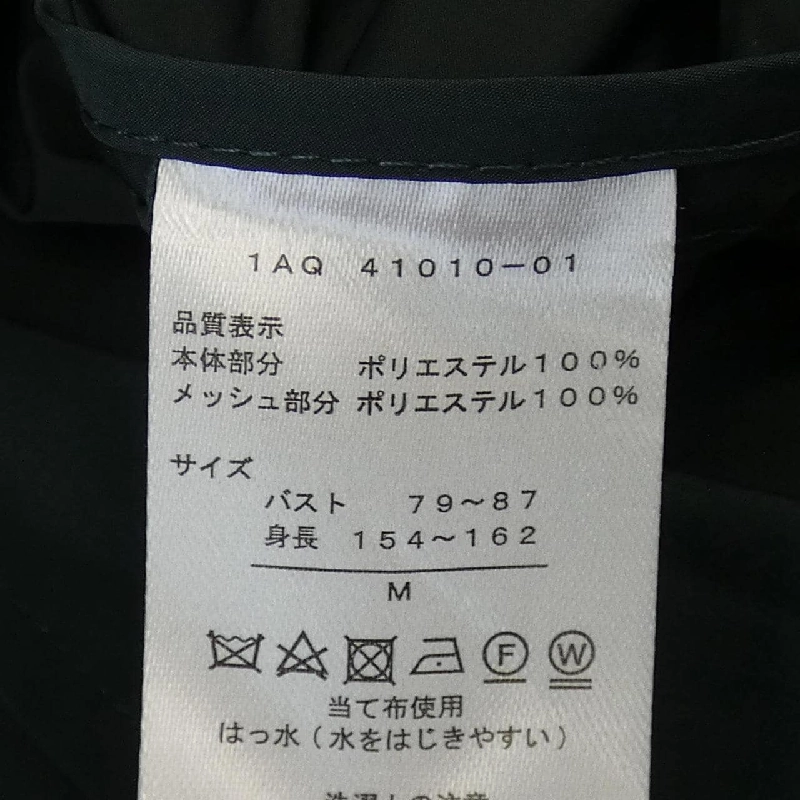 1AQ 41010-01
品質表示
本体部分 ポリエステル100%
メッシュ部分 ポリエステル100%
サイズ
バスト 79~87
身長 154~162
M
F W
当て布使用
はっ水(水をはじきやすい)